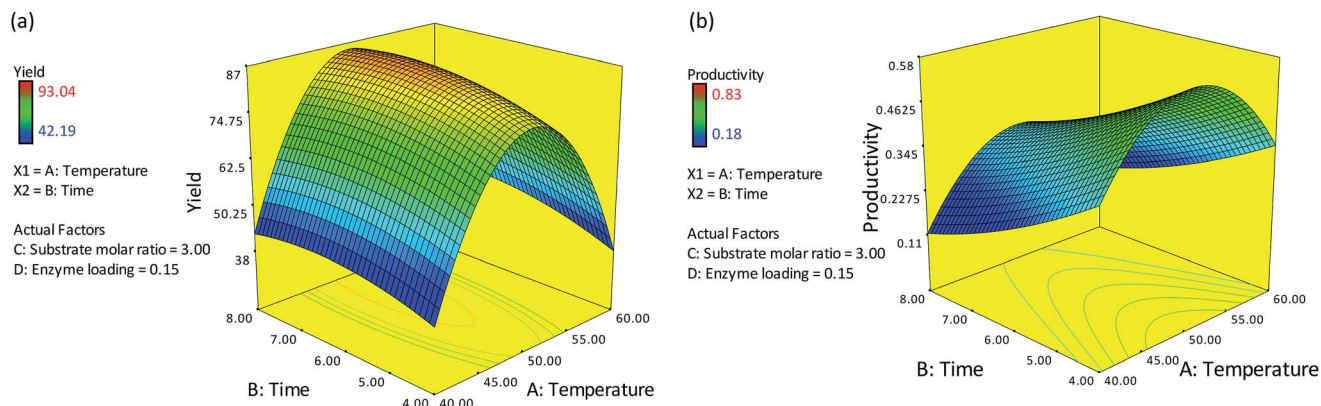 (a)
Yield
93.04
42.19
X1 = A: Temperature
X2 = B: Time
Actual Factors
C: Substrate molar ratio = 3.00
D: Enzyme loading = 0.15
87
74.75
62.5
50.25
38
Yield
8.00
7.00
6.00
5.00
4.00
B: Time
40.00
45.00
50.00
55.00
60.00
A: Temperature
(b)
Productivity
0.83
0.18
X1 = A: Temperature
X2 = B: Time
Actual Factors
C: Substrate molar ratio = 3.00
D: Enzyme loading = 0.15
0.58
0.4625
0.345
0.2275
0.11
Productivity
8.00
7.00
6.00
5.00
4.00
B: Time
40.00
45.00
50.00
55.00
60.00
A: Temperature